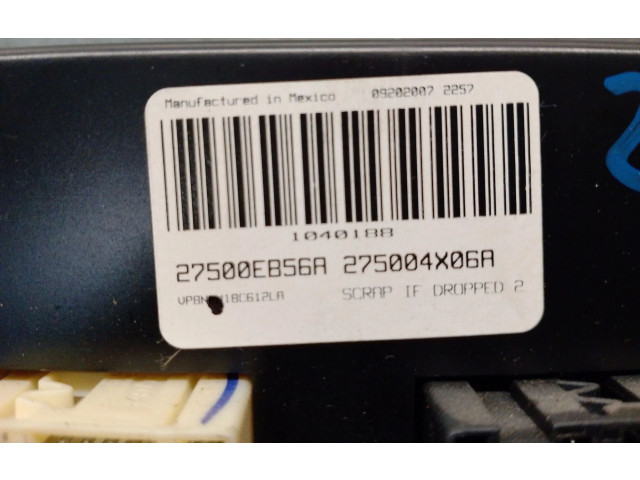 Manufactured in Mexico 09202007 2257
1040188
27500EB56A 275004X06A
SCRAP IF DROPPED 2